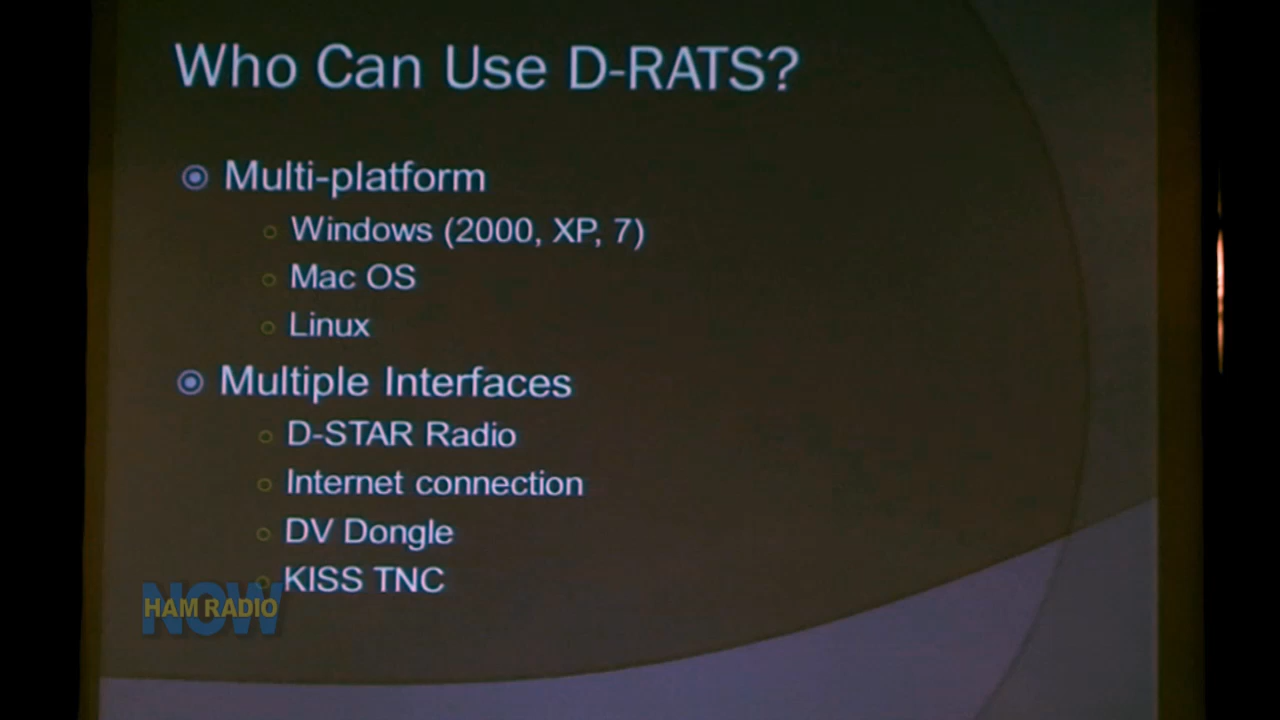 Who Can Use D-RATS?
Multi-platform
Windows (2000, XP, 7)
Mac OS
Linux
Multiple Interfaces
D-STAR Radio
Internet connection
DV Dongle
KISS TNC
NOW
HAM RADIO